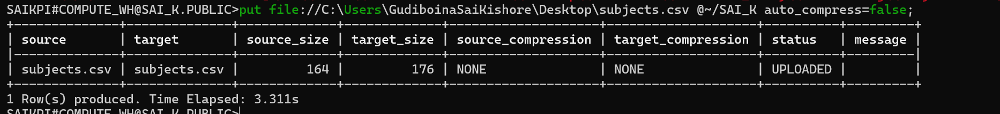 SAIKPI#COMPUTE_WH@SAI_K.PUBLIC>put file://C:\Users\GudiboinaSaiKishore\Desktop\subjects.csv @~/SAI_K auto_compress=false;
+--------------+--------------+-------------+-------------+--------------------+--------------------+----------+---------+
| source       | target       | source_size | target_size | source_compression | target_compression | status   | message |
|--------------+--------------+-------------+-------------+--------------------+--------------------+----------+---------|
| subjects.csv | subjects.csv |         164 |         176 | NONE               | NONE               | UPLOADED |         |
+--------------+--------------+-------------+-------------+--------------------+--------------------+----------+---------+
1 Row(s) produced. Time Elapsed: 3.311s
SAIKPI#COMPUTE_WH@SAI_K.PUBLIC>